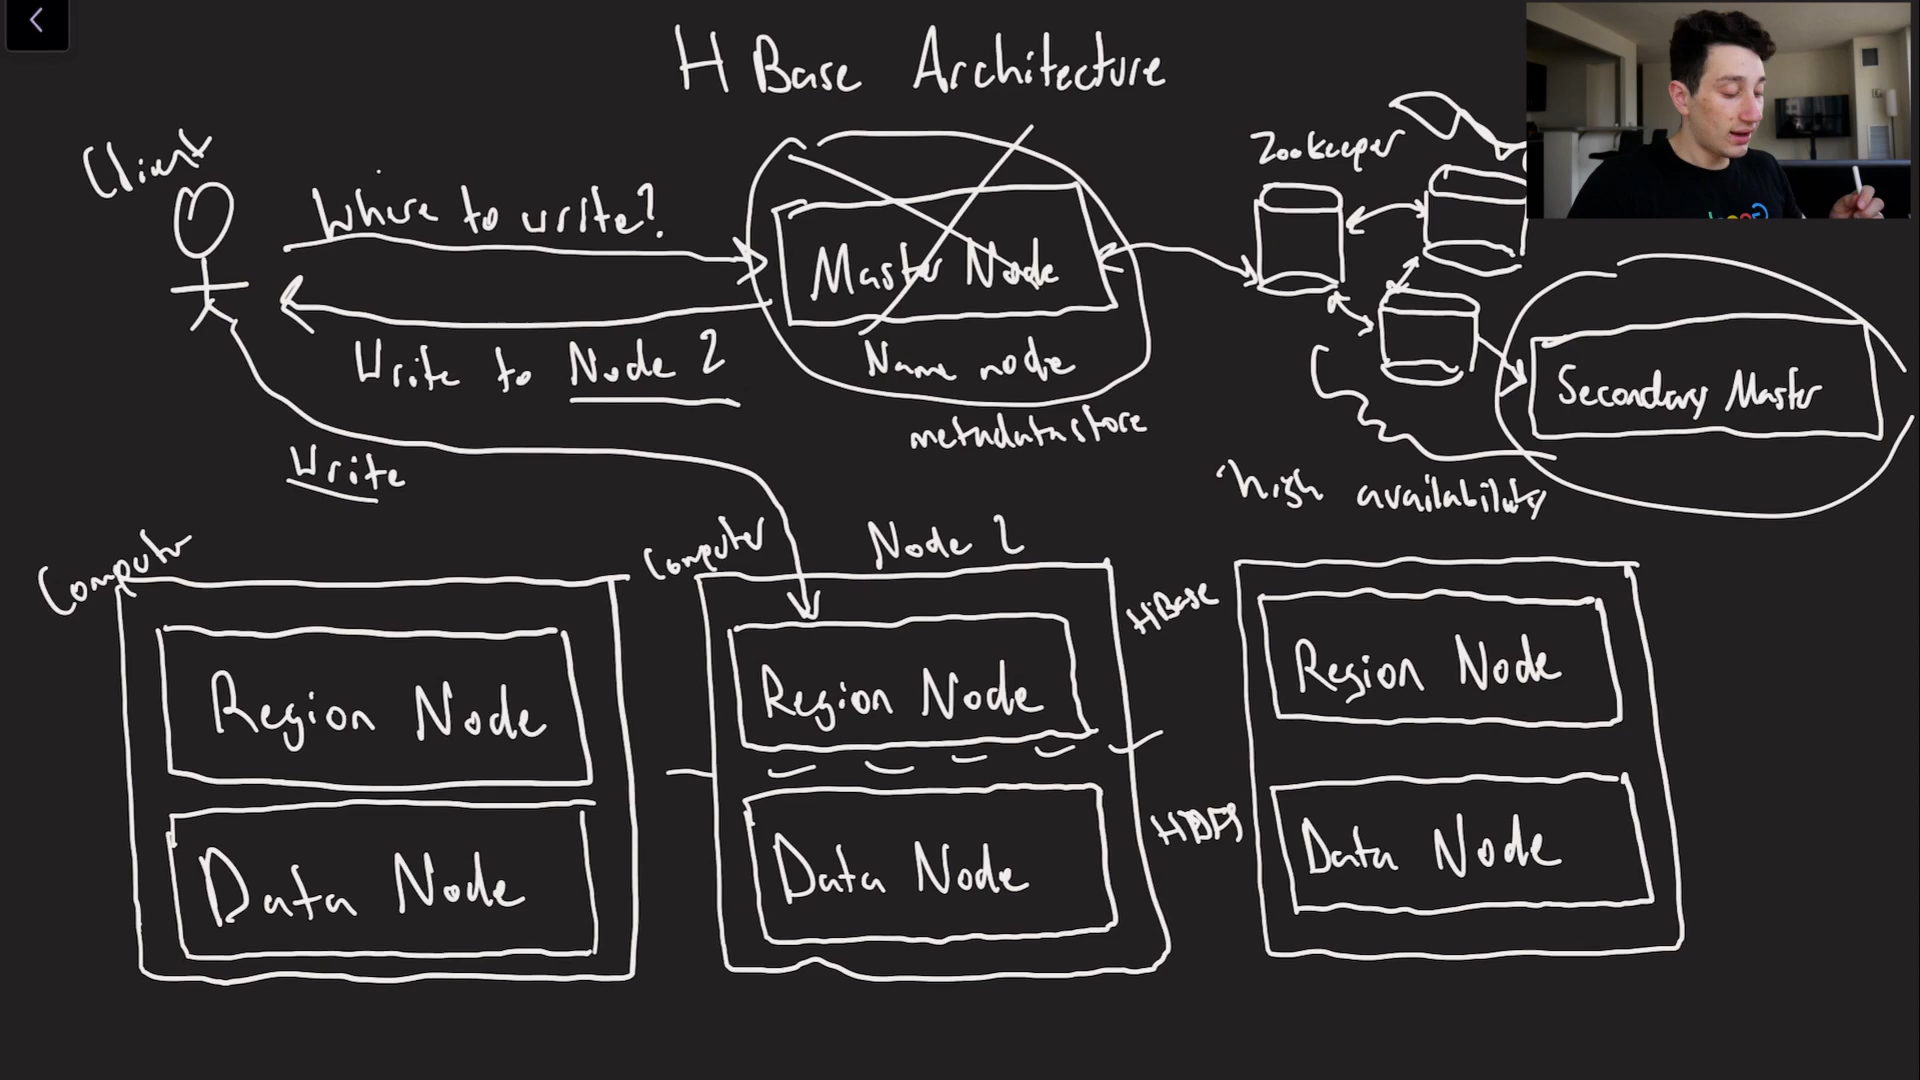 HBase Architecture
Client
Where to write?
Master Node
Name node
metadata store
Zookeeper
Write to Node 2
Write
Secondary Master
high availability
Computer
Computer
Node 2
HBase
Region Node
Region Node
Region Node
HDFS
Data Node
Data Node
Data Node